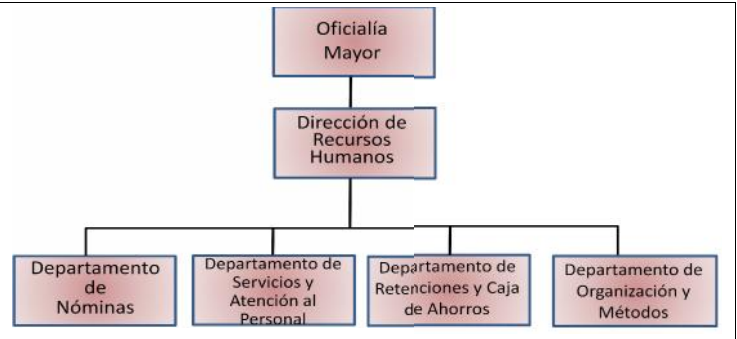 Oficialía
Mayor
Dirección de
Recursos
Humanos
Departamento
de
Nóminas
Departamento de
Servicios y
Atención al
Personal
Departamento de
Retenciones y Caja
de Ahorros
Departamento de
Organización y
Métodos